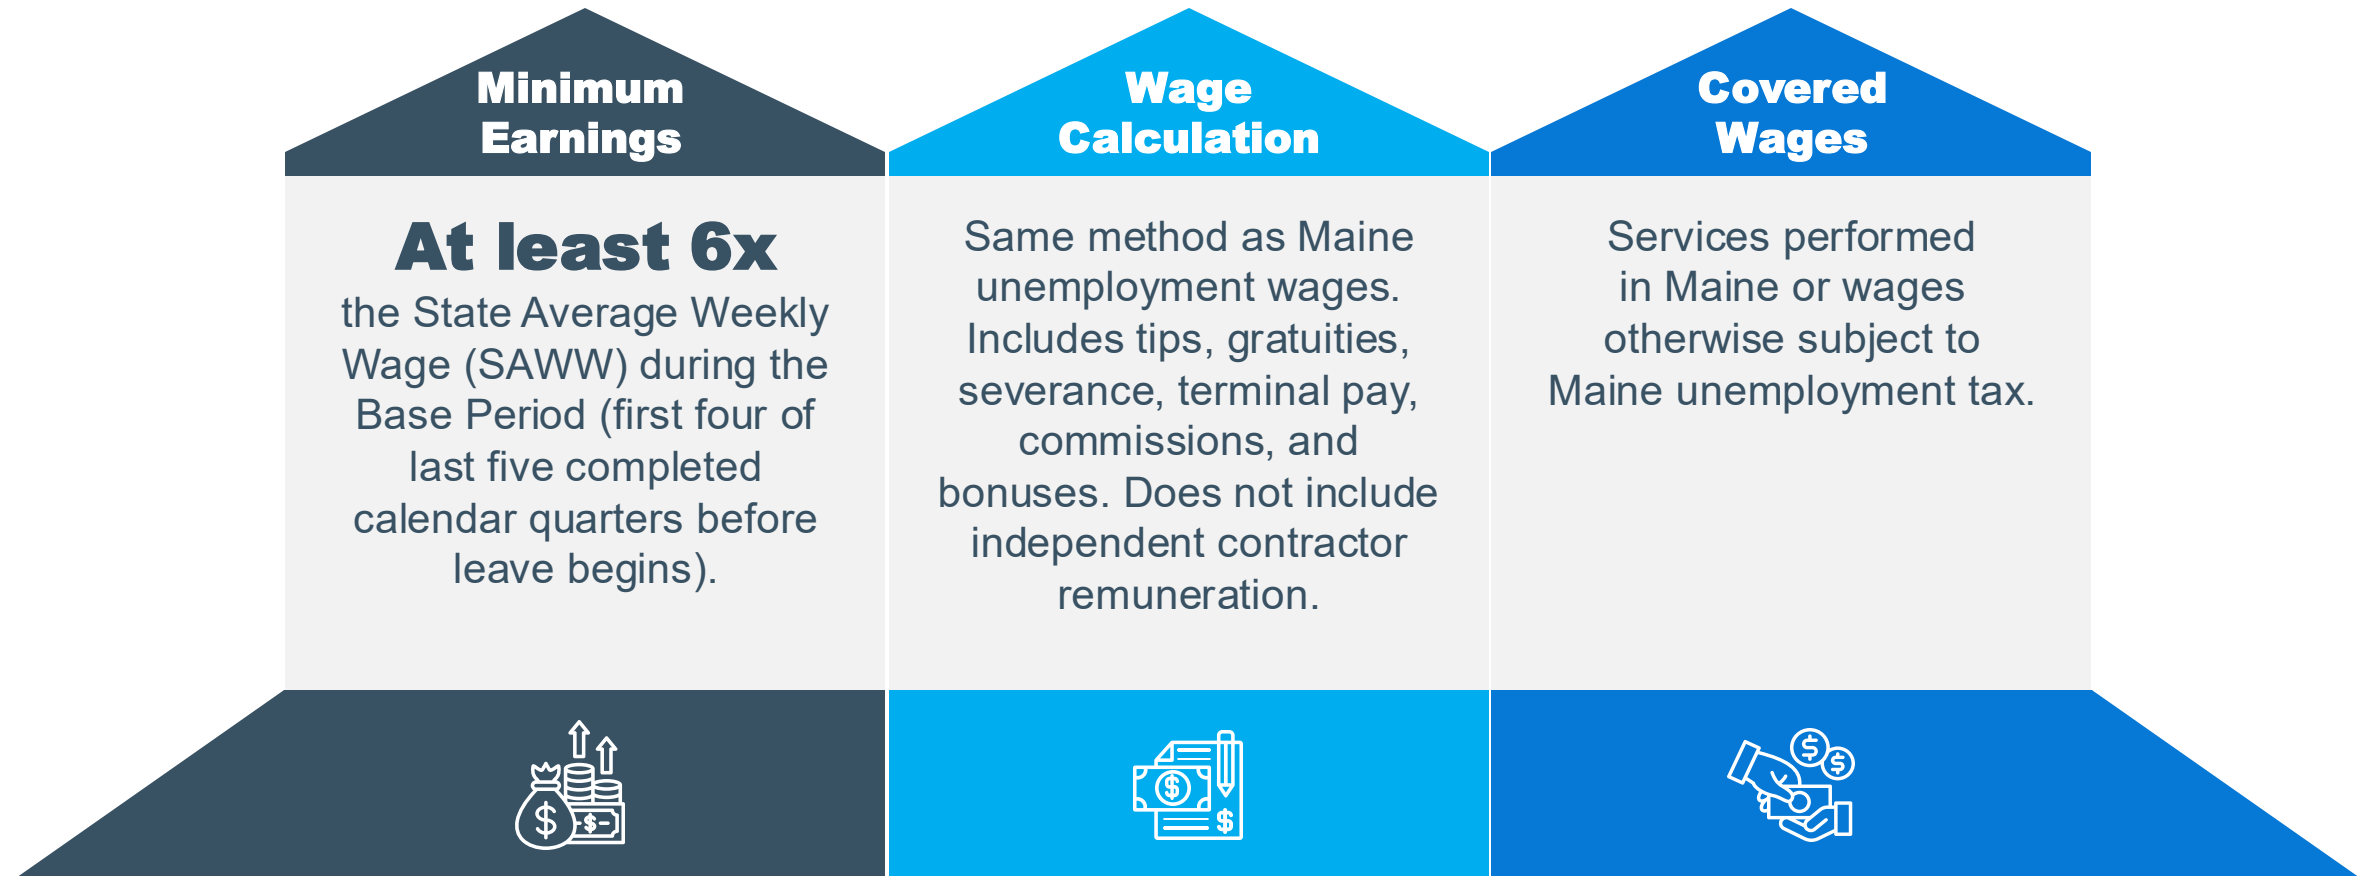 Minimum
Earnings
At least 6x
the State Average Weekly
Wage (SAWW) during the
Base Period (first four of
last five completed
calendar quarters before
leave begins).
Wage
Calculation
Same method as Maine
unemployment wages.
Includes tips, gratuities,
severance, terminal pay,
commissions, and
bonuses. Does not include
independent contractor
remuneration.
Covered
Wages
Services performed
in Maine or wages
otherwise subject to
Maine unemployment tax.